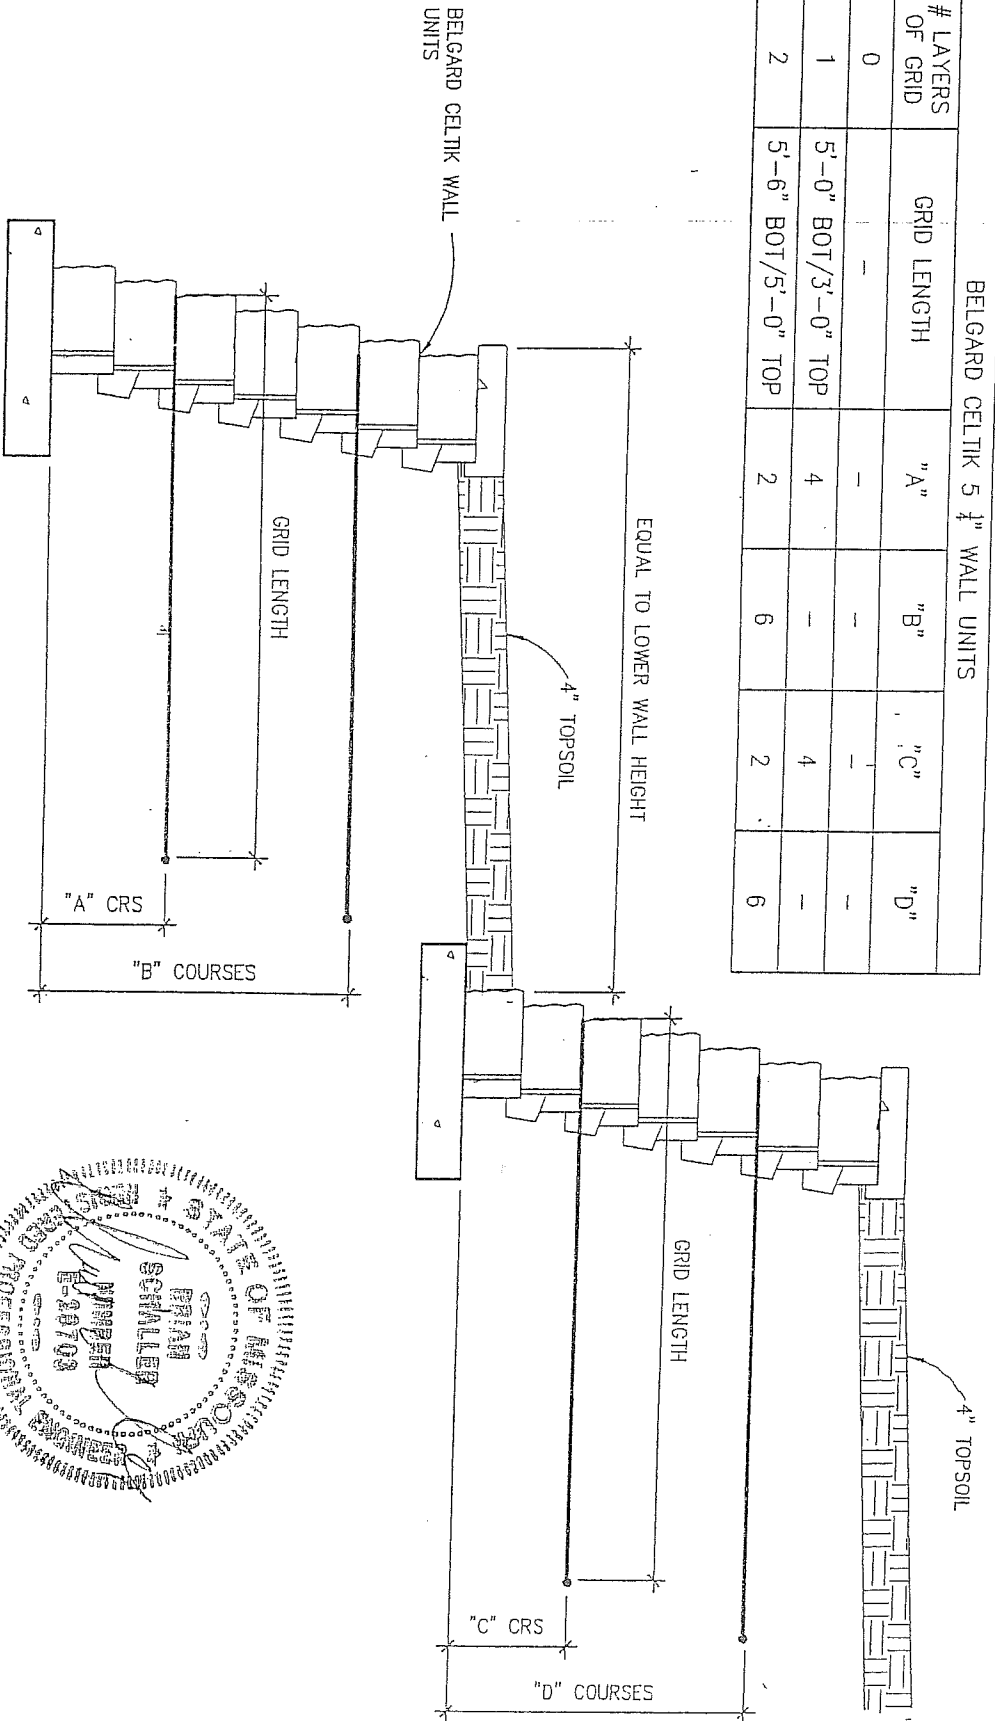 BELGARD CELTIK 5 ¼" WALL UNITS
# LAYERS OF GRID GRID LENGTH "A" "B" "C" "D"
0 - - - - -
1 5'-0" BOT/3'-0" TOP 4 - 4 -
2 5'-6" BOT/5'-0" TOP 2 6 2 6
4" TOPSOIL
EQUAL TO LOWER WALL HEIGHT
4" TOPSOIL
BELGARD CELTIK WALL
UNITS
GRID LENGTH
GRID LENGTH
"A" CRS
"B" COURSES
"C" CRS
"D" COURSES
STATE OF MISSOURI
BRIAN
SCHALLER
NUMBER
E-28703
REGISTERED PROFESSIONAL ENGINEER